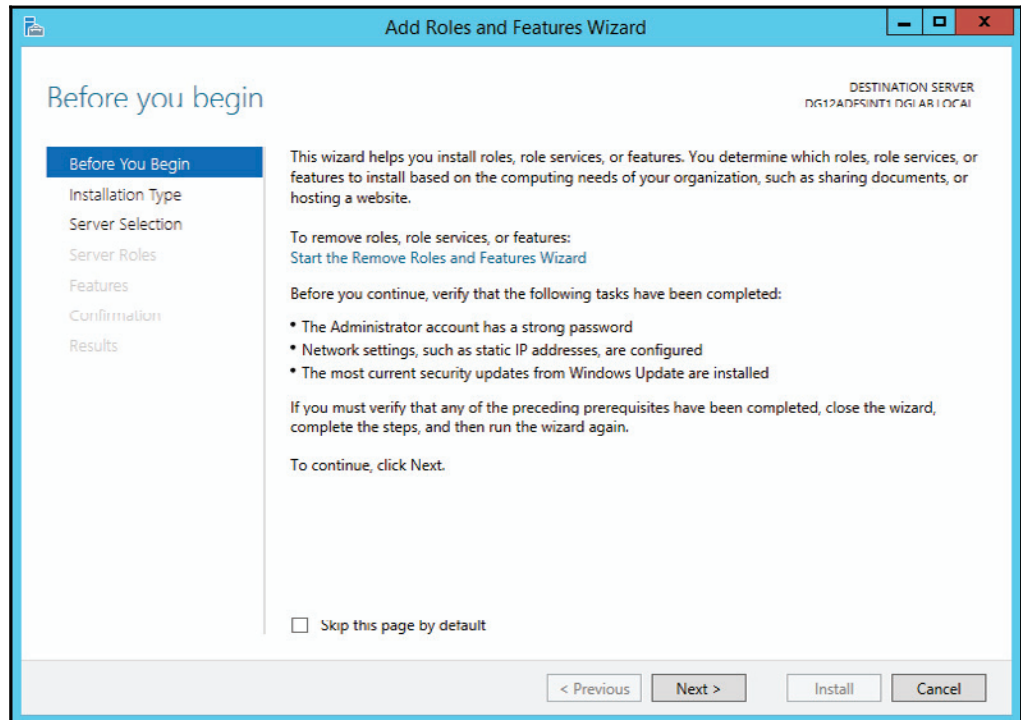 Add Roles and Features Wizard
Before you begin
DESTINATION SERVER
DG12ADFSINT1.DGLAB.LOCAL
Before You Begin
Installation Type
Server Selection
Server Roles
Features
Confirmation
Results
This wizard helps you install roles, role services, or features. You determine which roles, role services, or
features to install based on the computing needs of your organization, such as sharing documents, or
hosting a website.
To remove roles, role services, or features:
Start the Remove Roles and Features Wizard
Before you continue, verify that the following tasks have been completed:
• The Administrator account has a strong password
• Network settings, such as static IP addresses, are configured
• The most current security updates from Windows Update are installed
If you must verify that any of the preceding prerequisites have been completed, close the wizard,
complete the steps, and then run the wizard again.
To continue, click Next.
Skip this page by default
< Previous Next > Install Cancel